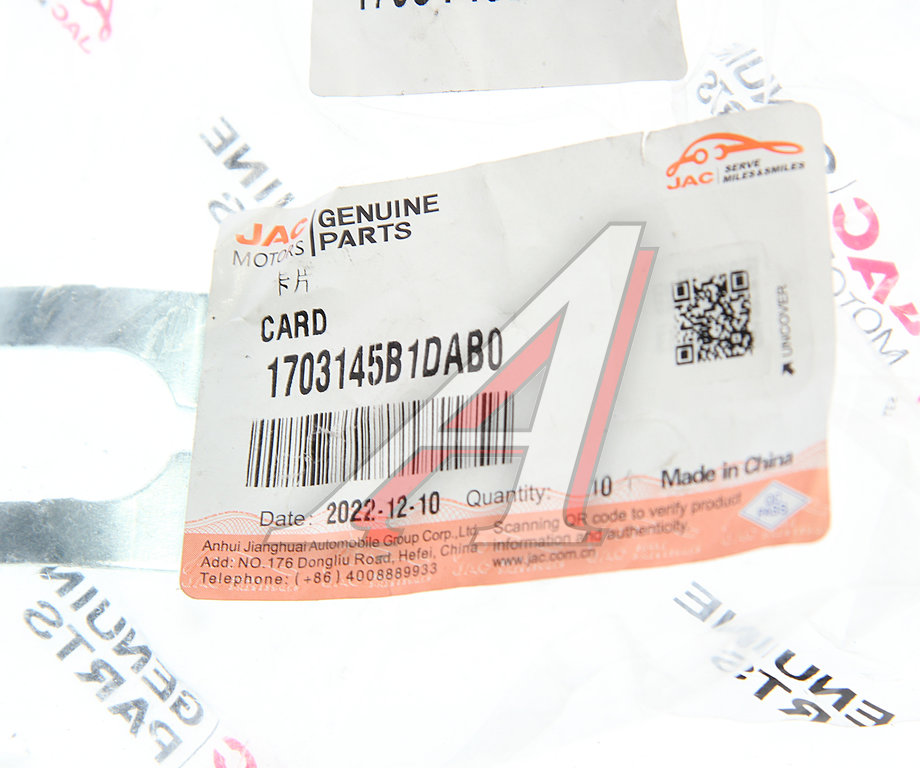 JAC
MOTORS
GENUINE
PARTS
JAC
SERVE
MILES&SMILES
卡片
CARD
1703145B1DAB0
UNCOVER
Date: 2022-12-10 Quantity: 10 Made in China
Anhui Jianghuai Automobile Group Corp.,Ltd.
Add: NO.176 Dongliu Road, Hefei, China
Telephone: (+86) 4008889933
Scanning QR code to verify product
information and authenticity.
www.jac.com.cn
JAC
MOTOR
GENUINE
PARTS